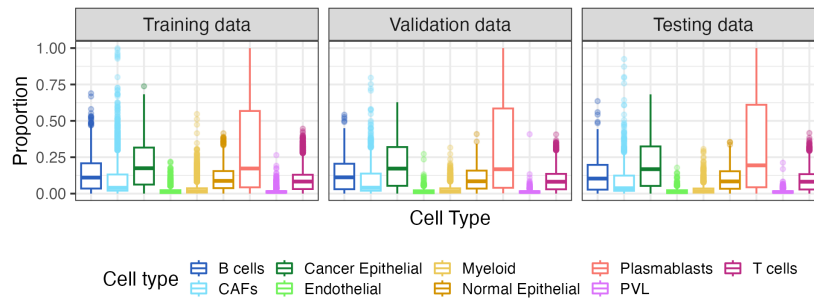 Training data Validation data Testing data
1.00
0.75
0.50
0.25
0.00
Proportion
Cell Type
Cell type B cells Cancer Epithelial Myeloid Plasmablasts T cells
CAFs Endothelial Normal Epithelial PVL